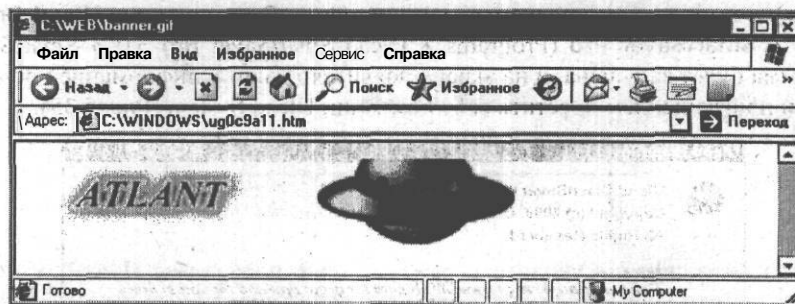 C:\WEB\banner.gif
Файл Правка Вид Избранное Сервис Справка
Назад Поиск Избранное »
Адрес: C:\WINDOWS\ug0c9a11.htm Переход
ATLANT
Готово My Computer